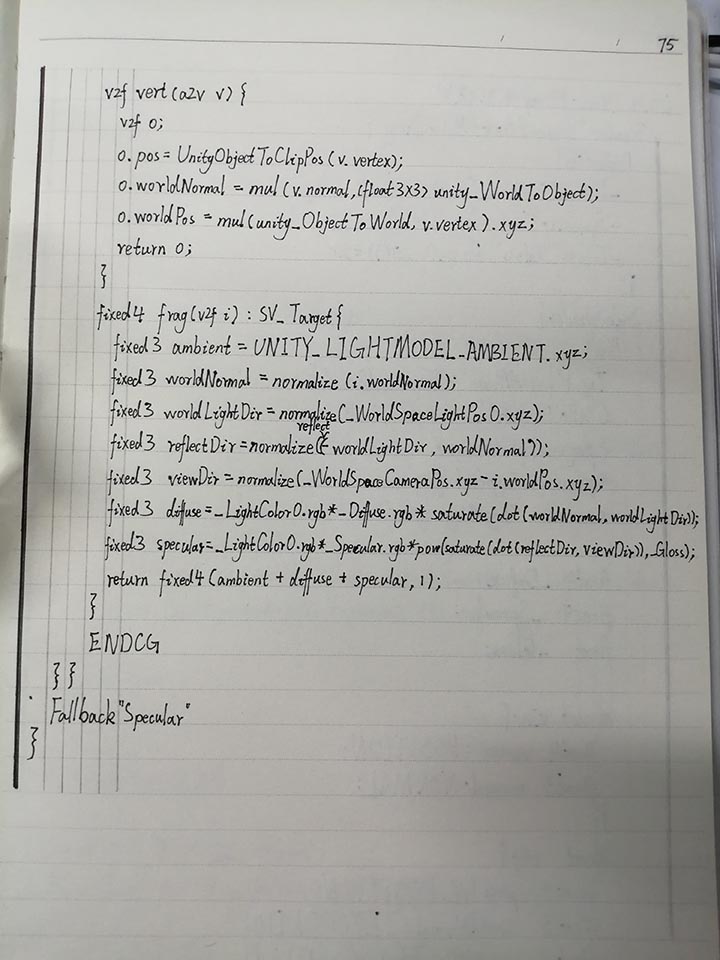 75
v2f vert(a2v v) {
v2f o;
o.pos = UnityObjectToClipPos(v.vertex);
o.worldNormal = mul(v.normal,(float3x3) unity_WorldToObject);
o.worldPos = mul(unity_ObjectToWorld, v.vertex).xyz;
return o;
}
fixed4 frag(v2f i) : SV_Target{
fixed3 ambient = UNITY_LIGHTMODEL_AMBIENT.xyz;
fixed3 worldNormal = normalize (i.worldNormal);
fixed3 worldLightDir = normalize(_WorldSpaceLightPos0.xyz);
fixed3 reflectDir=normalize(reflect(-worldLightDir, worldNormal));
fixed3 viewDir=normalize(_WorldSpaceCameraPos.xyz-i.worldPos.xyz);
fixed3 diffuse=_LightColor0.rgb*_Diffuse.rgb* saturate(dot(worldNormal,worldLightDir));
fixed3 specular=_LightColor0.rgb*_Specular.rgb*pow(saturate(dot(reflectDir,viewDir)),_Gloss);
return fixed4(ambient + diffuse + specular,1);
}
ENDCG
}}
Fallback"Specular"
}